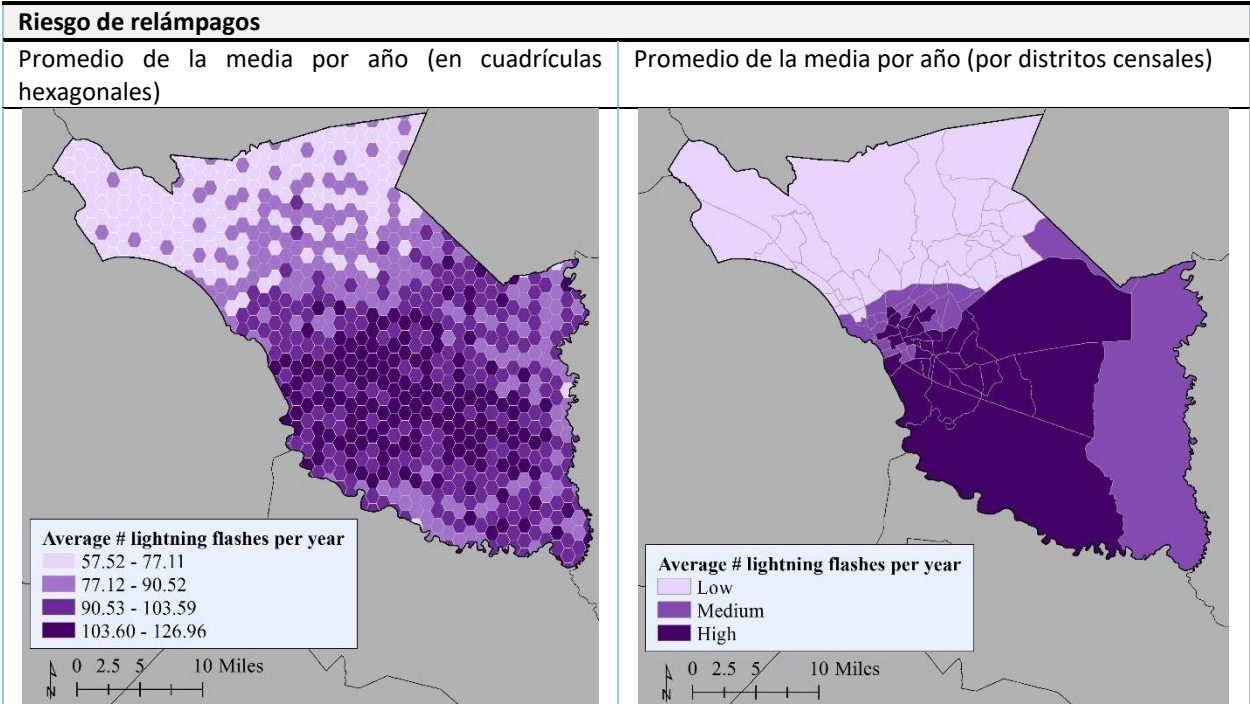 Riesgo de relámpagos
Promedio de la media por año (en cuadrículas
hexagonales)
Promedio de la media por año (por distritos censales)
Average # lightning flashes per year
57.52 - 77.11
77.12 - 90.52
90.53 - 103.59
103.60 - 126.96
N
0 2.5 5 10 Miles
Average # lightning flashes per year
Low
Medium
High
N
0 2.5 5 10 Miles